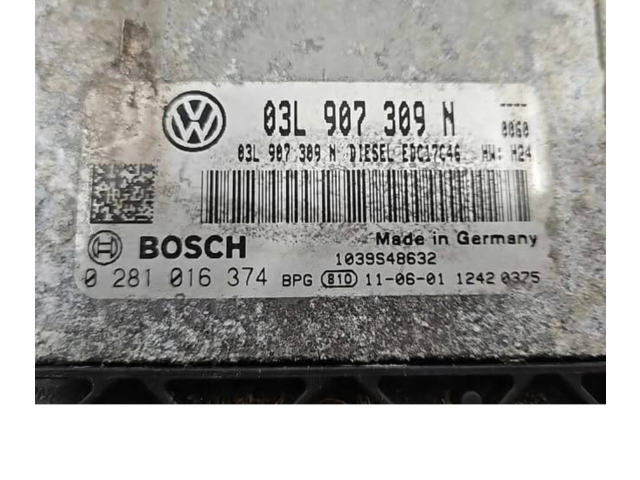 03L 907 309 N
---
0060
03L 907 309 N DIESEL EDC17C46 HW: H24
Made in Germany
BOSCH
1039S48632
0 281 016 374 BPG 81D 11-06-01 1242 0375